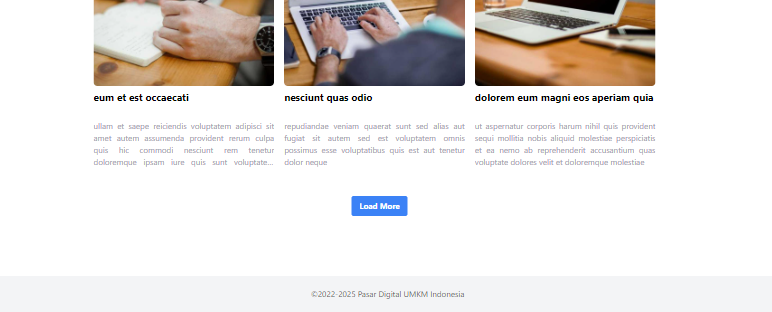 eum et est occaecati
nesciunt quas odio
dolorem eum magni eos aperiam quia
ullam et saepe reiciendis voluptatem adipisci sit
amet autem assumenda provident rerum culpa
quis hic commodi nesciunt rem tenetur
doloremque ipsam iure quis sunt voluptate...
repudiandae veniam quaerat sunt sed alias aut
fugiat sit autem sed est voluptatem omnis
possimus esse voluptatibus quis est aut tenetur
dolor neque
ut aspernatur corporis harum nihil quis provident
sequi mollitia nobis aliquid molestiae perspiciatis
et ea nemo ab reprehenderit accusantium quas
voluptate dolores velit et doloremque molestiae
Load More
©2022-2025 Pasar Digital UMKM Indonesia